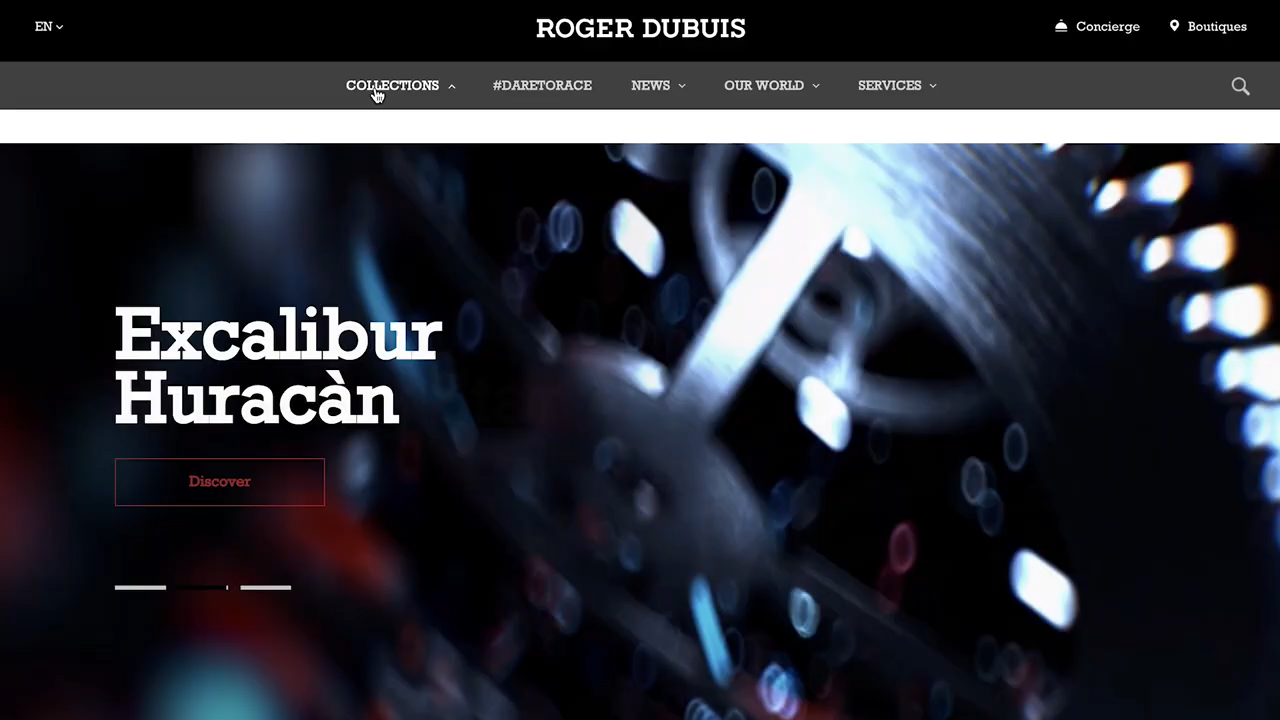 EN
ROGER DUBUIS
Concierge
Boutiques
COLLECTIONS
#DARETORACE
NEWS
OUR WORLD
SERVICES
Excalibur
Huracàn
Discover